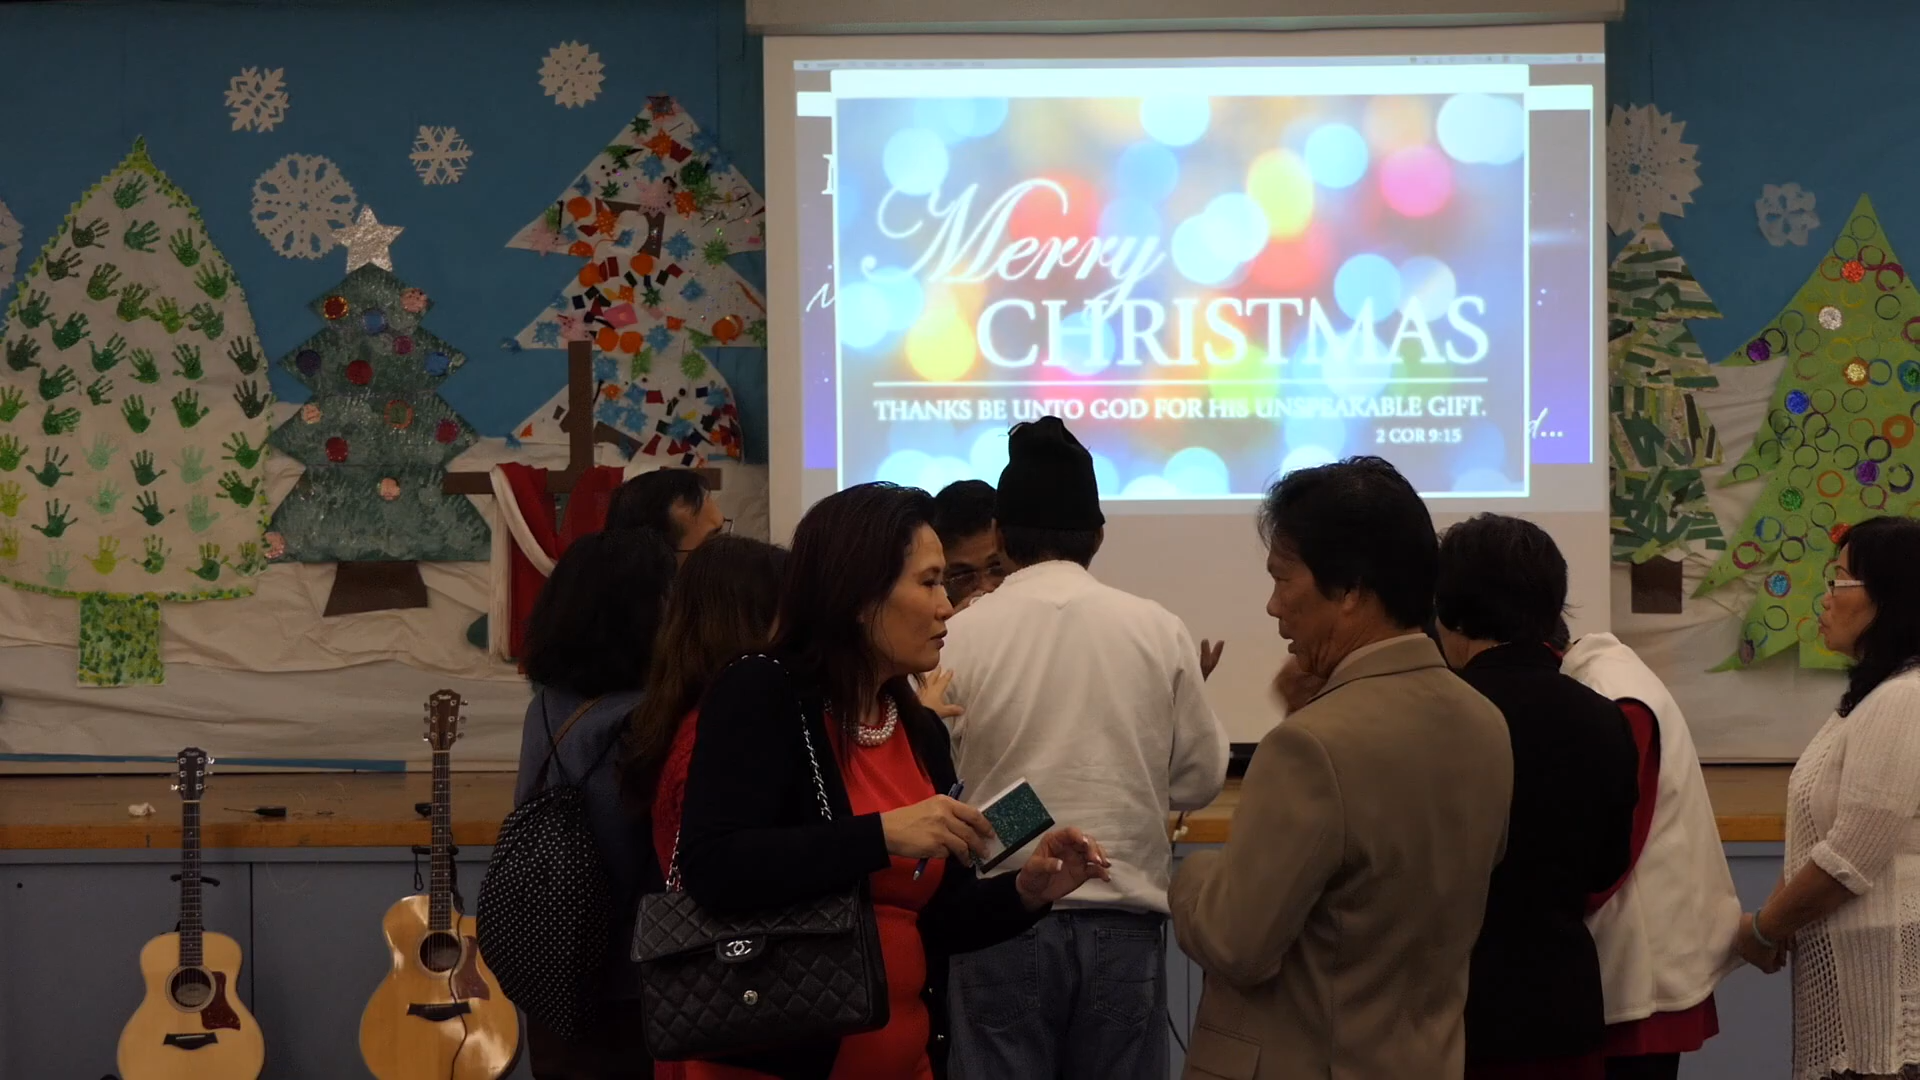 Merry
CHRISTMAS
THANKS BE UNTO GOD FOR HIS UNSPEAKABLE GIFT.
2 COR 9:15